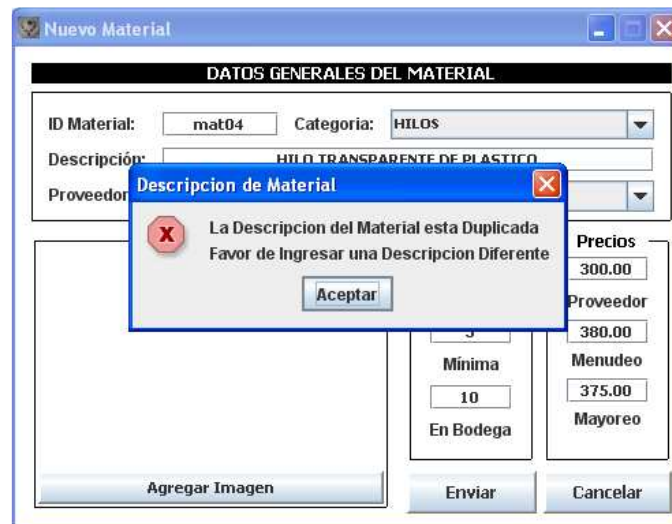 Nuevo Material
DATOS GENERALES DEL MATERIAL
ID Material: mat04 Categoria: HILOS
Descripción: HILO TRANSPARENTE DE PLASTICO
Proveedor
Descripcion de Material
La Descripcion del Material esta Duplicada
Favor de Ingresar una Descripcion Diferente
Aceptar
Precios
300.00
Proveedor
380.00
Mínima
Menudeo
10
375.00
En Bodega
Mayoreo
Agregar Imagen
Enviar
Cancelar